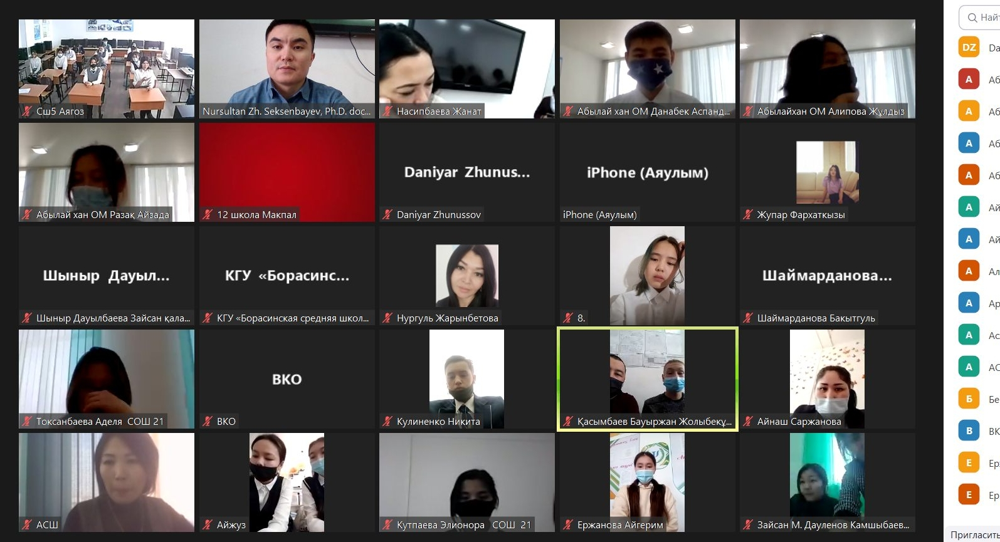 Най
Сш5 Аягоз
Nursultan Zh. Seksenbayev, Ph.D. doc...
Насипбаева Жанат
Абылай хан ОМ Данабек Аспанд...
Абылайхан ОМ Алипова Жұлдыз
Абылай хан ОМ Разақ Айзада
12 школа Макпал
Daniyar Zhunus...
Daniyar Zhunussov
iPhone (Аяулым)
iPhone (Аяулым)
Жупар Фархаткызы
Шыныр Дауыл...
Шыныр Дауылбаева Зайсан қала...
КГУ «Борасинс...
КГУ «Борасинская средняя школ...
Нургуль Жарынбетова
8.
Шаймарданова...
Шаймарданова Бакытгуль
Токсанбаева Аделя СОШ 21
ВКО
ВКО
Кулиненко Никита
Қасымбаев Бауыржан Жолыбекұ...
Айнаш Саржанова
АСШ
Айжуз
Кутпаева Элионора СОШ 21
Ержанова Айгерим
Зайсан М. Дауленов Камшыбаев...
DZ Da
А Аб
А Аб
А Аб
А Аб
А Ай
А Ай
А Ал
А Ар
А Ас
А АС
Б Бе
В ВК
Е Ер
Е Ер
Пригласить